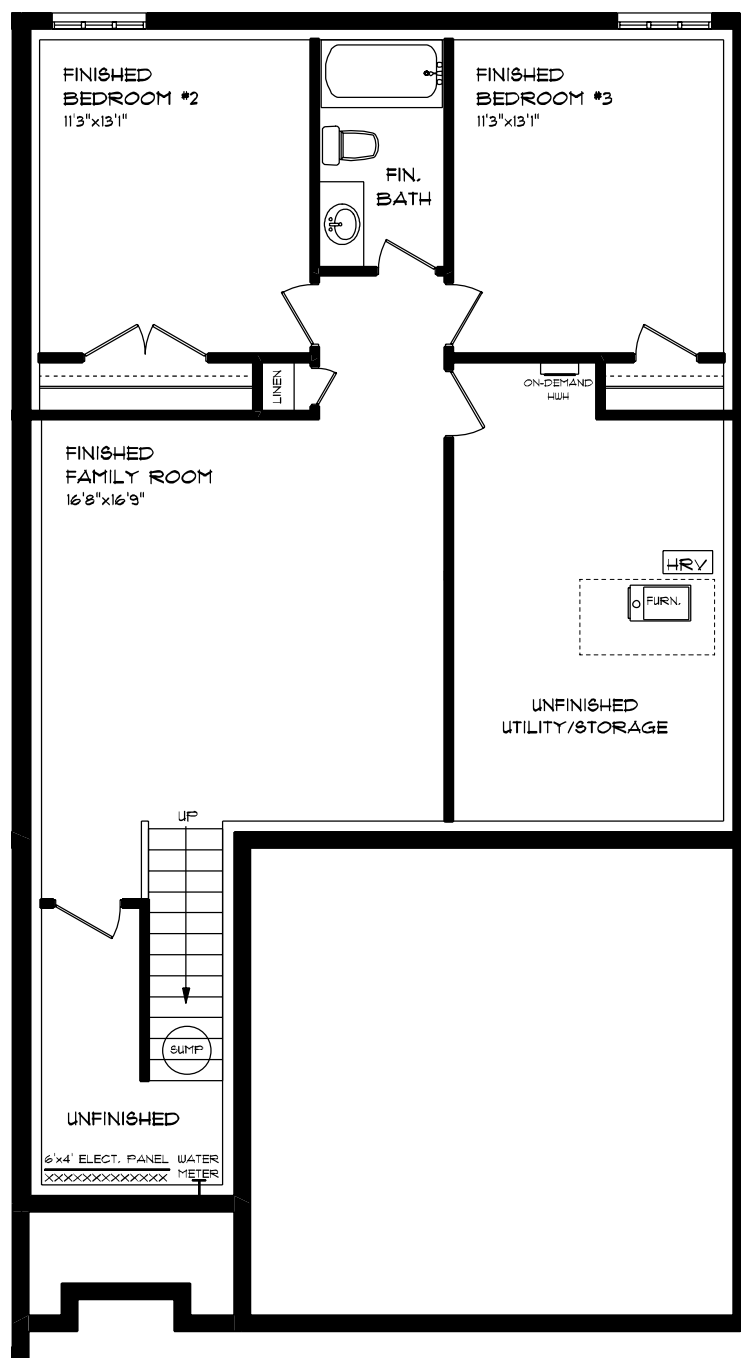 FINISHED
BEDROOM #2
11'3"x13'1"
FINISHED
BEDROOM #3
11'3"x13'1"
FIN.
BATH
LINEN
ON-DEMAND
HWH
FINISHED
FAMILY ROOM
16'8"x16'9"
HRV
FURN.
UNFINISHED
UTILITY/STORAGE
UP
SUMP
UNFINISHED
6'x4' ELECT. PANEL
WATER
METER